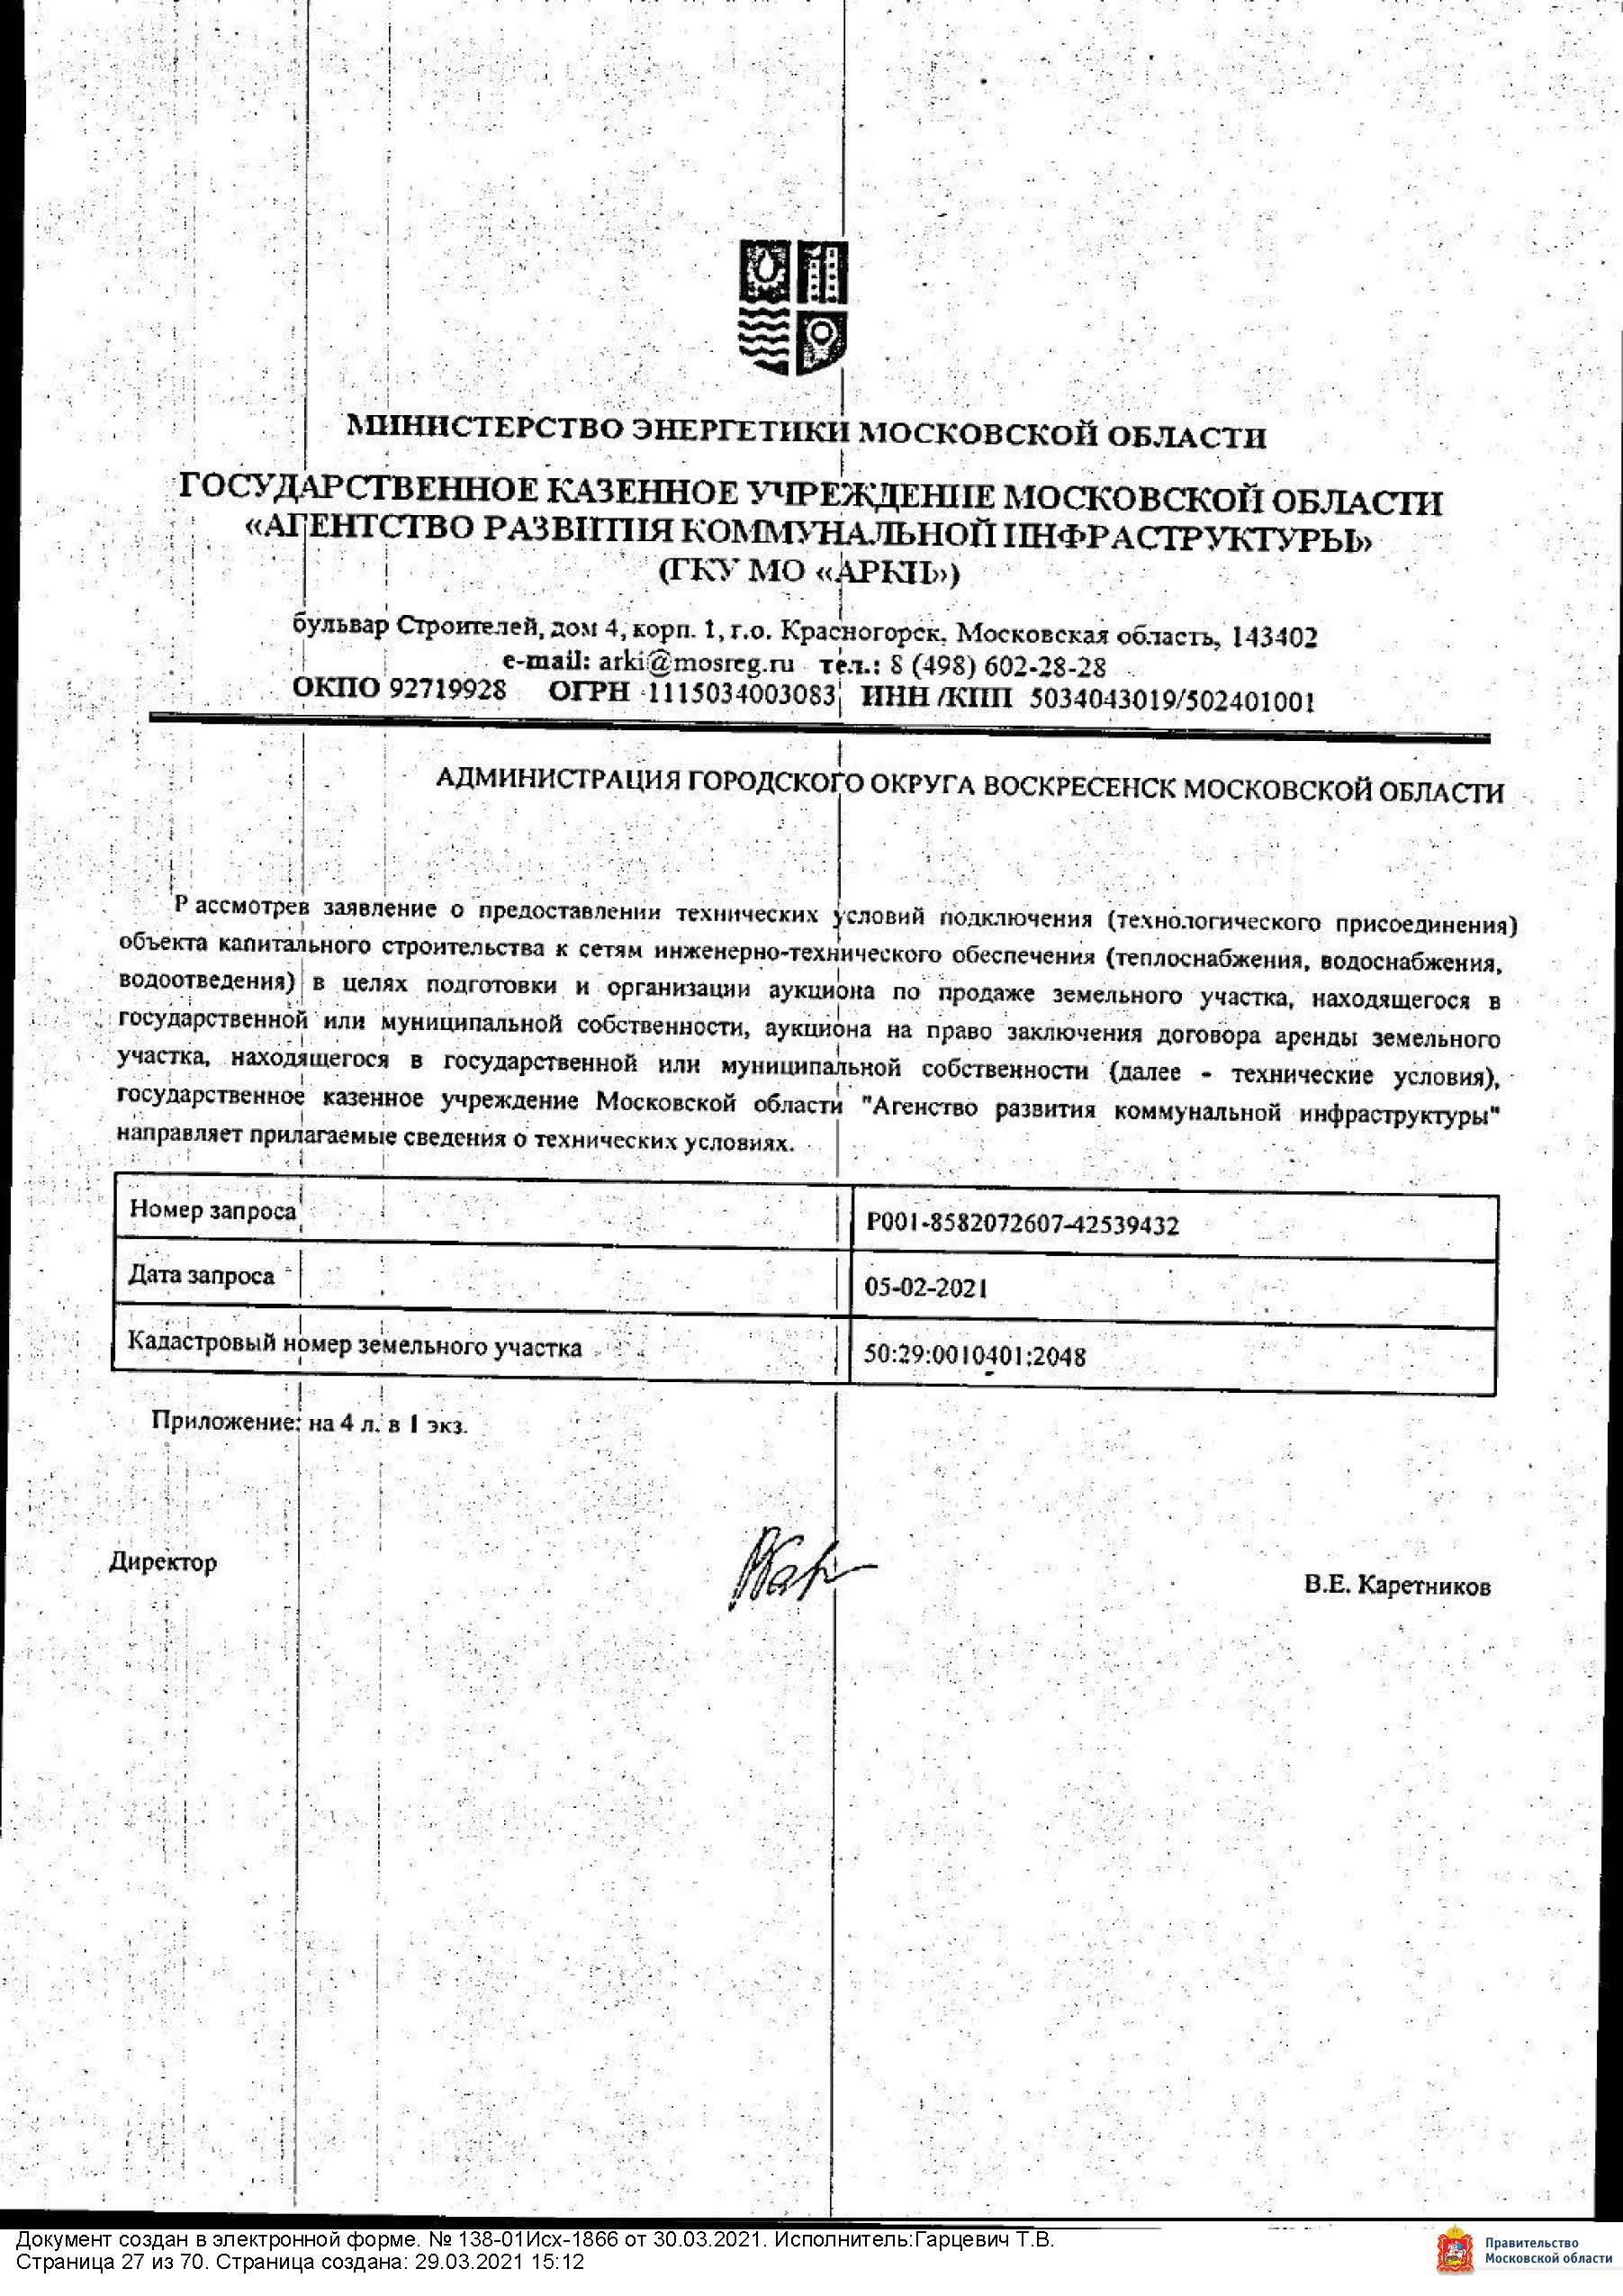 МИНИСТЕРСТВО ЭНЕРГЕТИКИ МОСКОВСКОЙ ОБЛАСТИ
ГОСУДАРСТВЕННОЕ КАЗЕННОЕ УЧРЕЖДЕНИЕ МОСКОВСКОЙ ОБЛАСТИ
«АГЕНТСТВО РАЗВИТИЯ КОММУНАЛЬНОЙ ИНФРАСТРУКТУРЫ»
(ГКУ МО «АРКИ»)
бульвар Строителей, дом 4, корп. 1, г.о. Красногорск, Московская область, 143402
e-mail: arki@mosreg.ru тел.: 8 (498) 602-28-28
ОКПО 92719928 ОГРН 1115034003083 ИНН /КПП 5034043019/502401001
АДМИНИСТРАЦИЯ ГОРОДСКОГО ОКРУГА ВОСКРЕСЕНСК МОСКОВСКОЙ ОБЛАСТИ
Рассмотрев заявление о предоставлении технических условий подключения (технологического присоединения)
объекта капитального строительства к сетям инженерно-технического обеспечения (теплоснабжения, водоснабжения,
водоотведения) в целях подготовки и организации аукциона по продаже земельного участка, находящегося в
государственной или муниципальной собственности, аукциона на право заключения договора аренды земельного
участка, находящегося в государственной или муниципальной собственности (далее - технические условия),
государственное казенное учреждение Московской области "Агенство развития коммунальной инфраструктуры"
направляет прилагаемые сведения о технических условиях.
Номер запроса P001-8582072607-42539432
Дата запроса 05-02-2021
Кадастровый номер земельного участка 50:29:0010401:2048
Приложение: на 4 л. в 1 экз.
Директор В.Е. Каретников
Документ создан в электронной форме. № 138-01Исх-1866 от 30.03.2021. Исполнитель:Гарцевич Т.В.
Страница 27 из 70. Страница создана: 29.03.2021 15:12
Правительство
Московской области